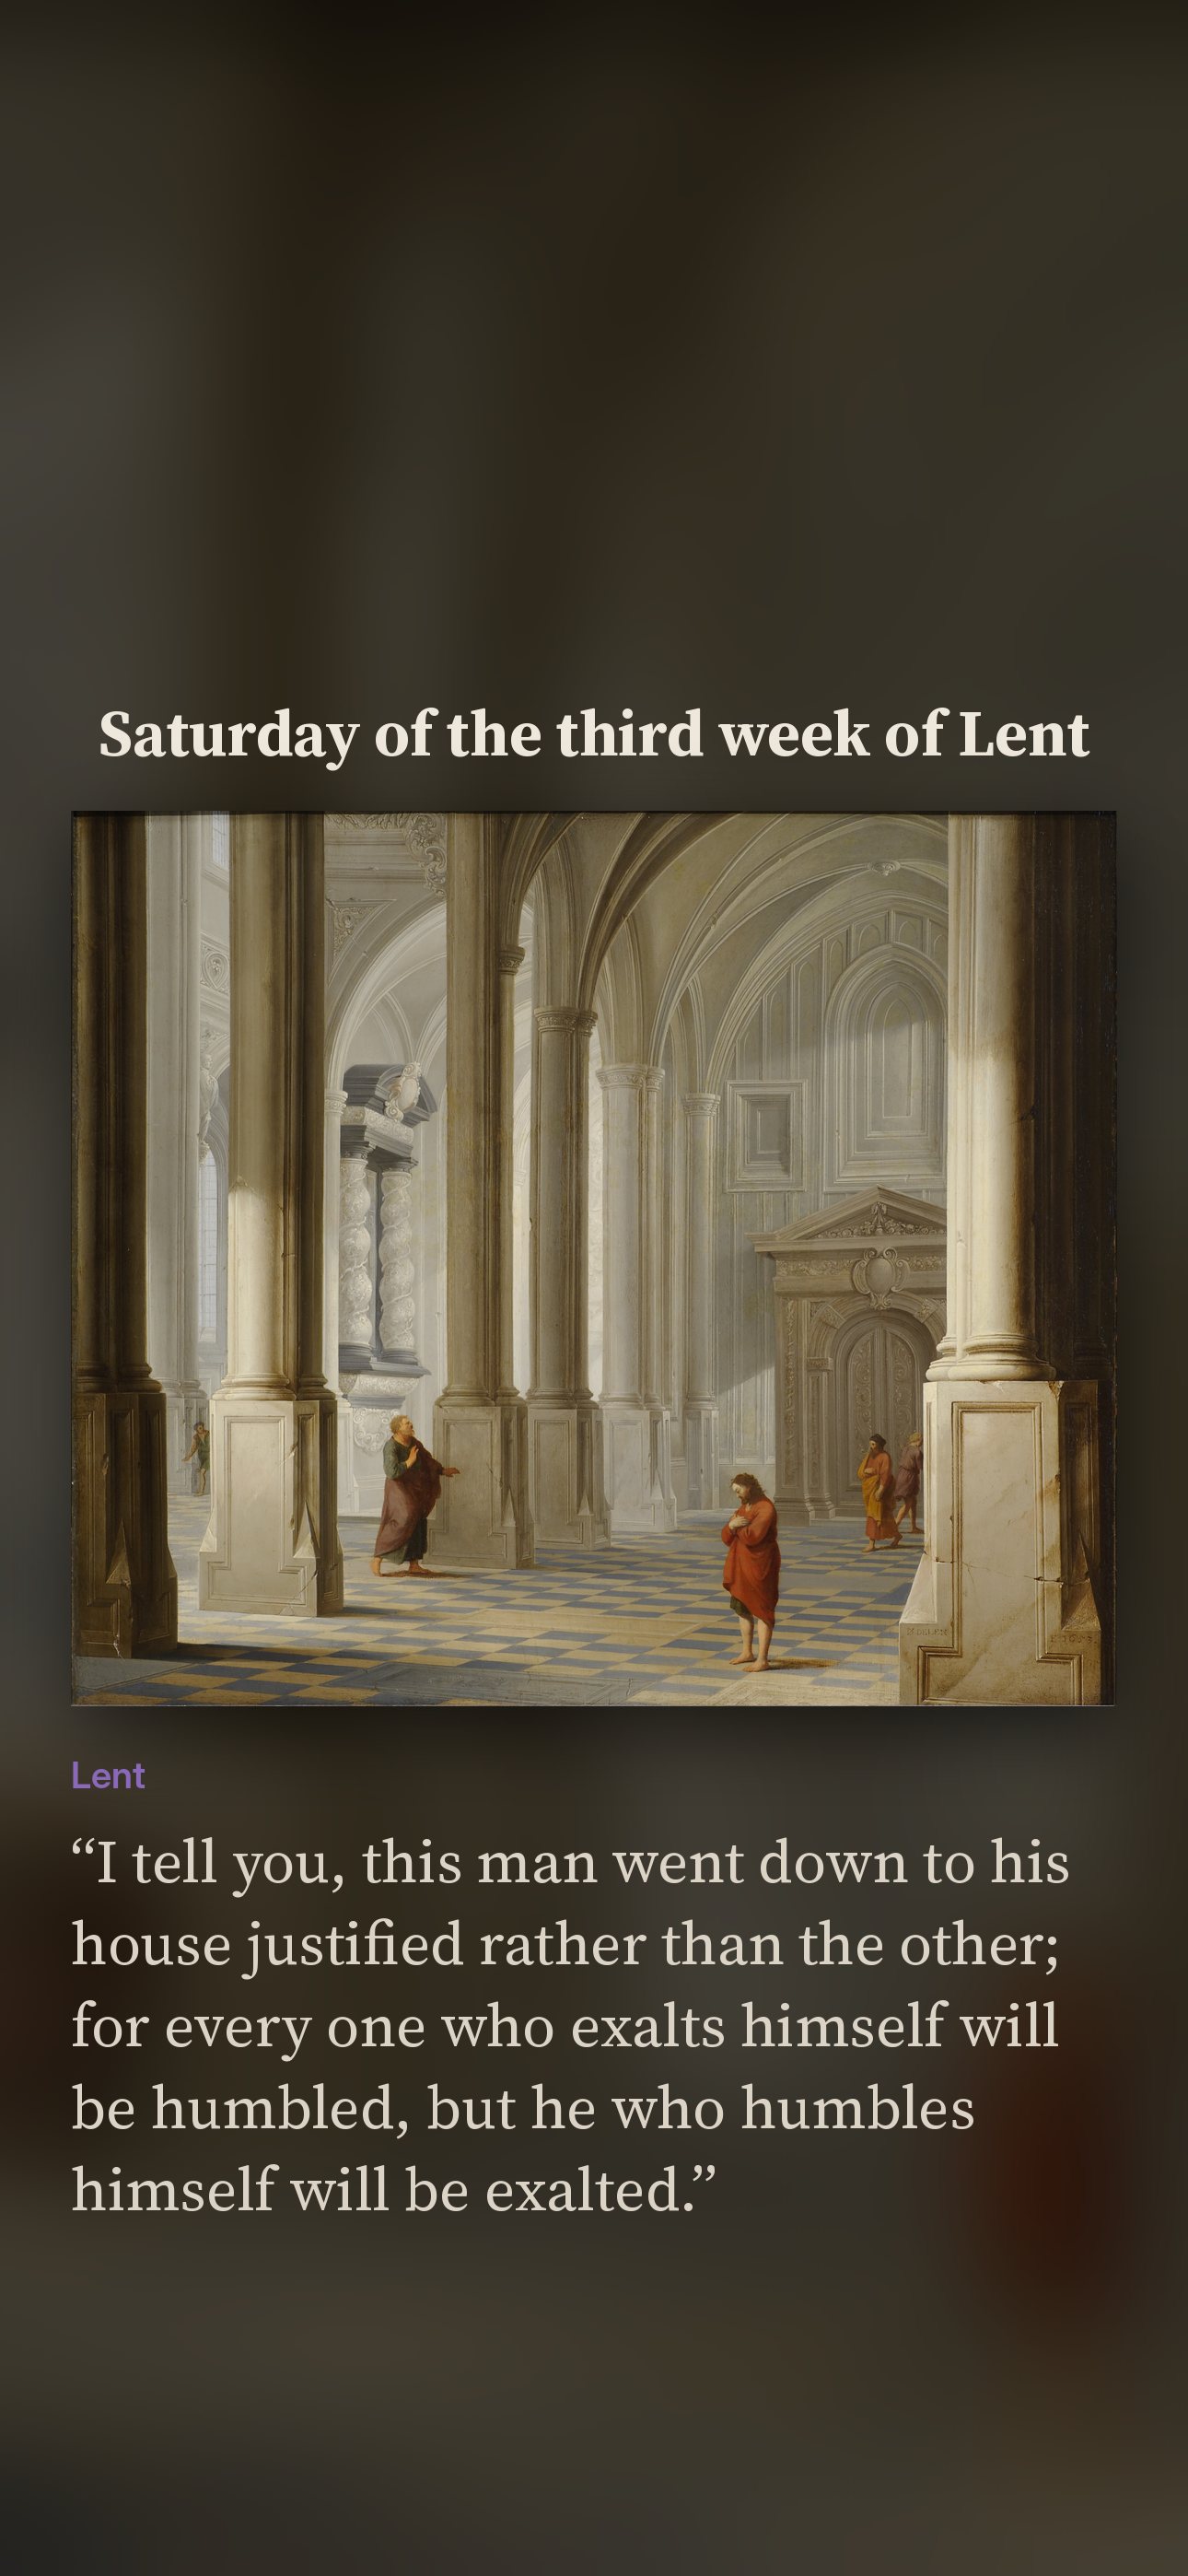 Saturday of the third week of Lent
Lent
“I tell you, this man went down to his
house justified rather than the other;
for every one who exalts himself will
be humbled, but he who humbles
himself will be exalted.”